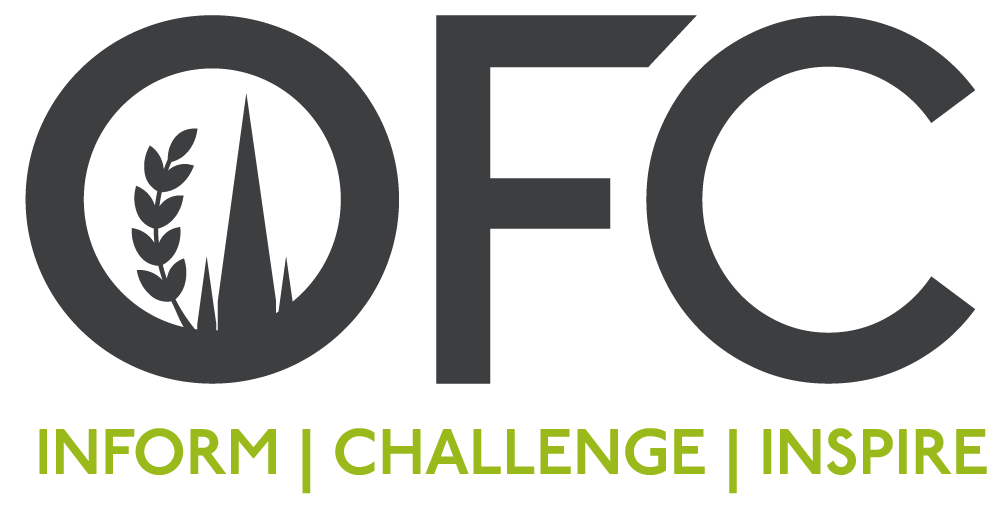 OFC
INFORM | CHALLENGE | INSPIRE